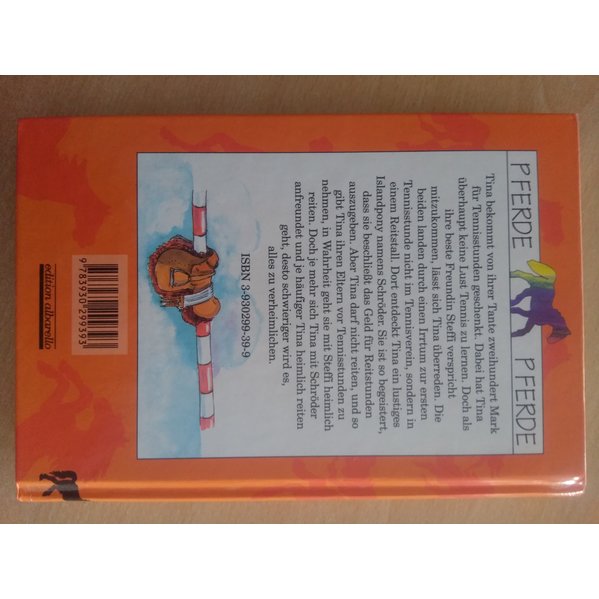 PFERDE PFERDE
Tina bekommt von ihrer Tante zweihundert Mark
für Tennisstunden geschenkt. Dabei hat Tina
überhaupt keine Lust Tennis zu lernen. Doch als
ihre beste Freundin Steffi verspricht
mitzukommen, lässt sich Tina überreden. Die
beiden landen durch einen Irrtum zur ersten
Tennisstunde nicht im Tennisverein, sondern in
einem Reitstall. Dort entdeckt Tina ein lustiges
Islandpony namens Schröder. Sie ist so begeistert,
dass sie beschließt das Geld für Reitstunden
auszugeben. Aber Tina darf nicht reiten, und so
gibt Tina ihren Eltern vor Tennisstunden zu
nehmen, in Wahrheit geht sie mit Steffi heimlich
reiten. Doch je mehr sich Tina mit Schröder
anfreundet und je häufiger Tina heimlich reiten
geht, desto schwieriger wird es,
alles zu verheimlichen.
ISBN 3-930299-39-9
9783930299393
edition albarello